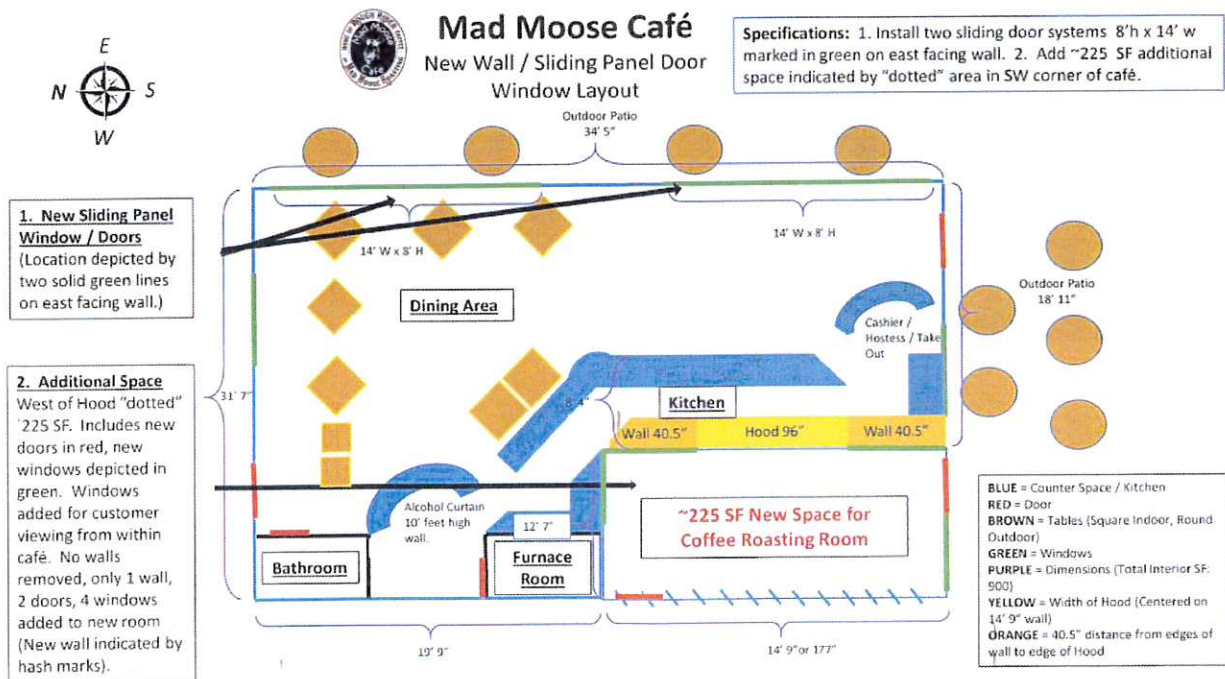 Mad Moose Café
New Wall / Sliding Panel Door
Window Layout
Specifications: 1. Install two sliding door systems 8'h x 14' w
marked in green on east facing wall. 2. Add ~225 SF additional
space indicated by "dotted" area in SW corner of café.
E
N
S
W
Outdoor Patio
34' 5"
1. New Sliding Panel
Window / Doors
(Location depicted by
two solid green lines
on east facing wall.)
14' W x 8' H
14' W x 8' H
Dining Area
Cashier /
Hostess / Take
Out
Outdoor Patio
18' 11"
2. Additional Space
West of Hood "dotted"
225 SF. Includes new
doors in red, new
windows depicted in
green. Windows
added for customer
viewing from within
café. No walls
removed, only 1 wall,
2 doors, 4 windows
added to new room
(New wall indicated by
hash marks).
31' 7"
8' 4"
Kitchen
Wall 40.5"
Hood 96"
Wall 40.5"
Alcohol Curtain
10' feet high
wall.
12' 7"
~225 SF New Space for
Coffee Roasting Room
Bathroom
Furnace
Room
BLUE = Counter Space / Kitchen
RED = Door
BROWN = Tables (Square Indoor, Round
Outdoor)
GREEN = Windows
PURPLE = Dimensions (Total Interior SF:
900)
YELLOW = Width of Hood (Centered on
14' 9" wall)
ORANGE = 40.5" distance from edges of
wall to edge of Hood
19' 9"
14' 9" or 177"